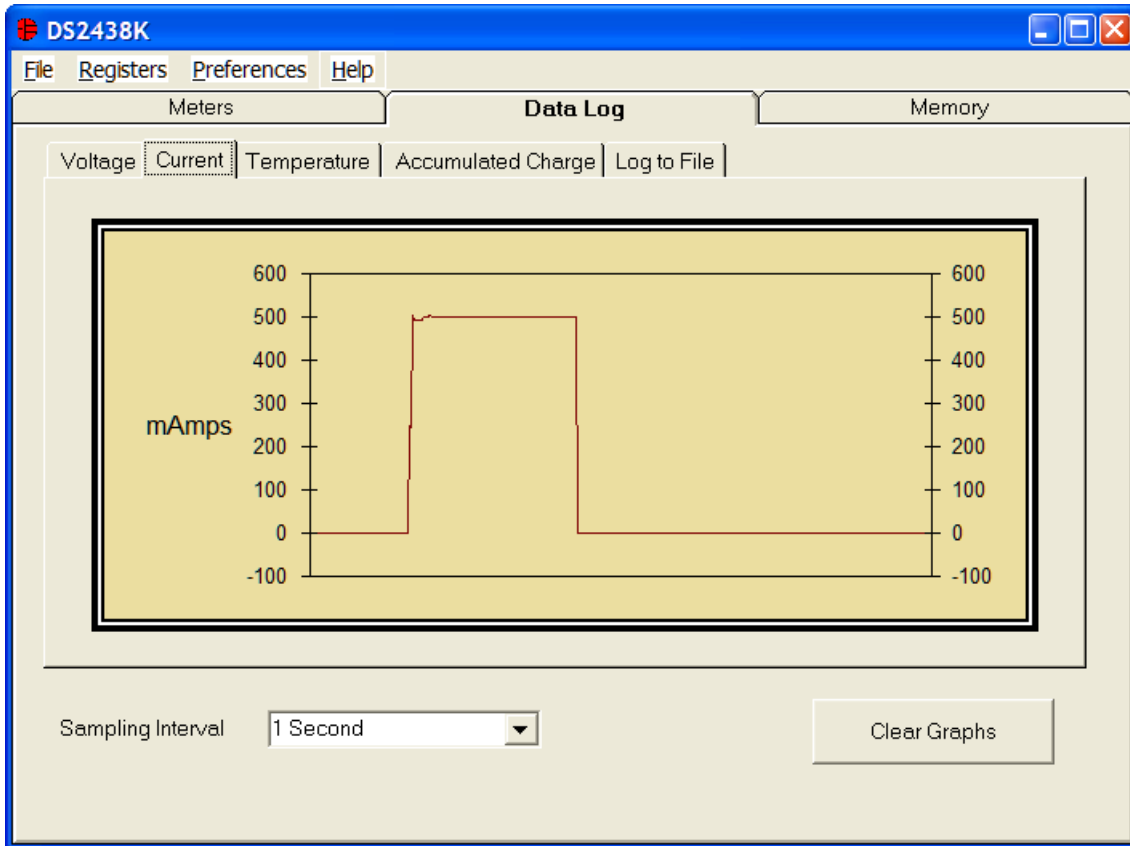 DS2438K
File Registers Preferences Help
Meters Data Log Memory
Voltage Current Temperature Accumulated Charge Log to File
600 600
500 500
400 400
300 300
mAmps
200 200
100 100
0 0
-100 -100
Sampling Interval 1 Second Clear Graphs